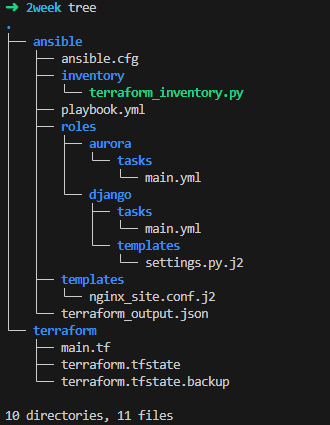 ➜ 2week tree
.
├── ansible
│   ├── ansible.cfg
│   ├── inventory
│   │   └── terraform_inventory.py
│   ├── playbook.yml
│   ├── roles
│   │   ├── aurora
│   │   │   └── tasks
│   │   │       └── main.yml
│   │   └── django
│   │       ├── tasks
│   │       │   └── main.yml
│   │       └── templates
│   │           └── settings.py.j2
│   ├── templates
│   │   └── nginx_site.conf.j2
│   └── terraform_output.json
└── terraform
    ├── main.tf
    ├── terraform.tfstate
    └── terraform.tfstate.backup

10 directories, 11 files